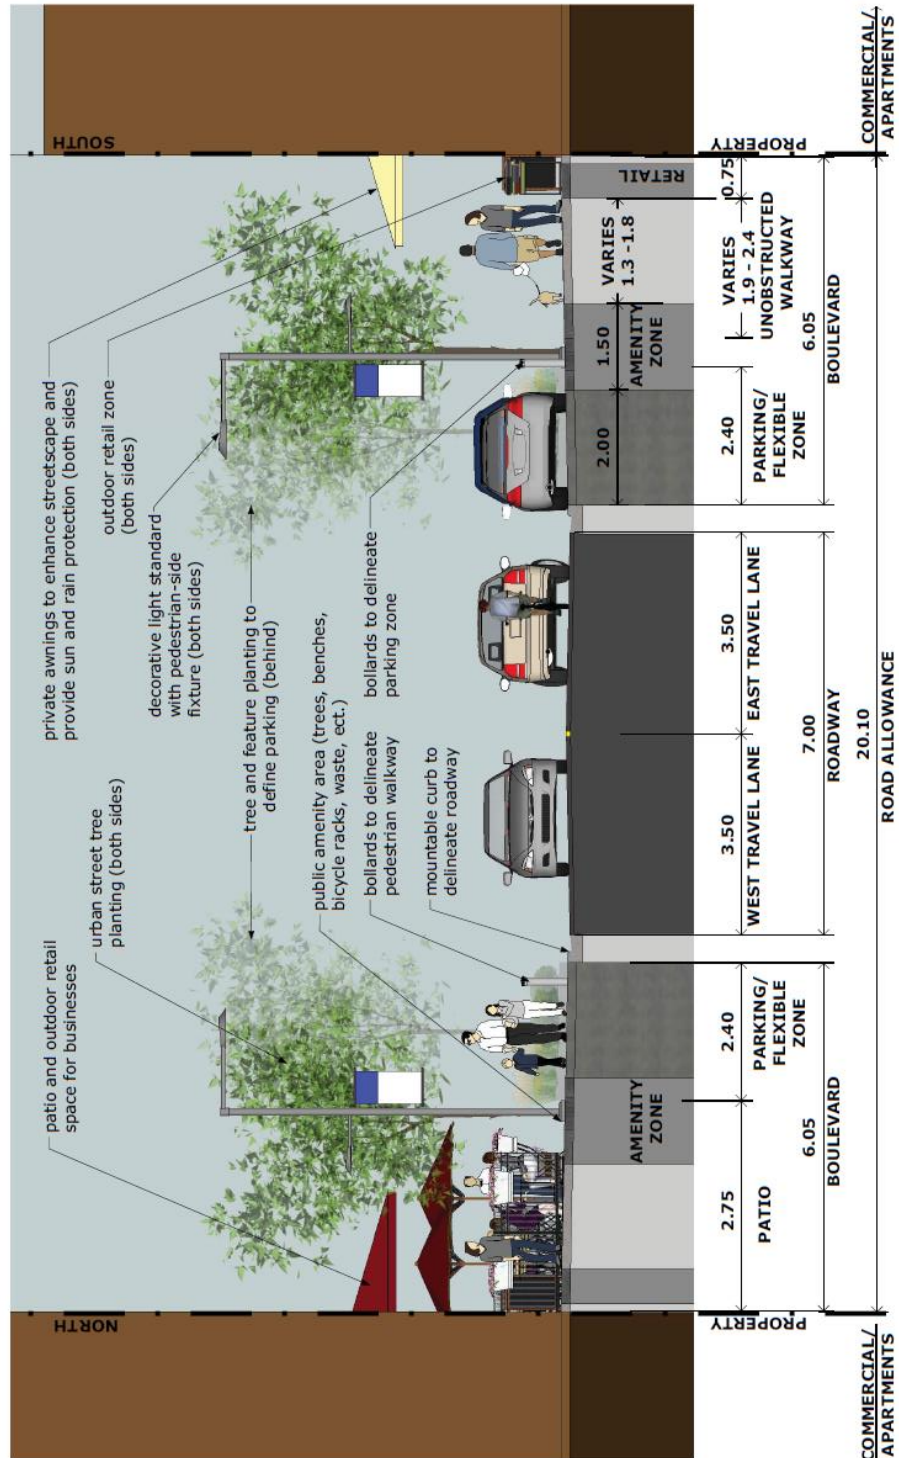 patio and outdoor retail
space for businesses
urban street tree
planting (both sides)
private awnings to enhance streetscape and
provide sun and rain protection (both sides)
outdoor retail zone
(both sides)
decorative light standard
with pedestrian-side
fixture (both sides)
tree and feature planting to
define parking (behind)
public amenity area (trees, benches,
bicycle racks, waste, ect.)
bollards to delineate
pedestrian walkway
bollards to delineate
parking zone
mountable curb to
delineate roadway
NORTH
SOUTH
AMENITY
ZONE
2.00
1.50
AMENITY
ZONE
VARIES
1.3 -1.8
RETAIL
PROPERTY
2.75
PATIO
2.40
PARKING/
FLEXIBLE
ZONE
3.50
WEST TRAVEL LANE
3.50
EAST TRAVEL LANE
2.40
PARKING/
FLEXIBLE
ZONE
VARIES
1.9 - 2.4
UNOBSTRUCTED
WALKWAY
0.75
PROPERTY
6.05
BOULEVARD
7.00
ROADWAY
6.05
BOULEVARD
COMMERCIAL/
APARTMENTS
20.10
ROAD ALLOWANCE
COMMERCIAL/
APARTMENTS